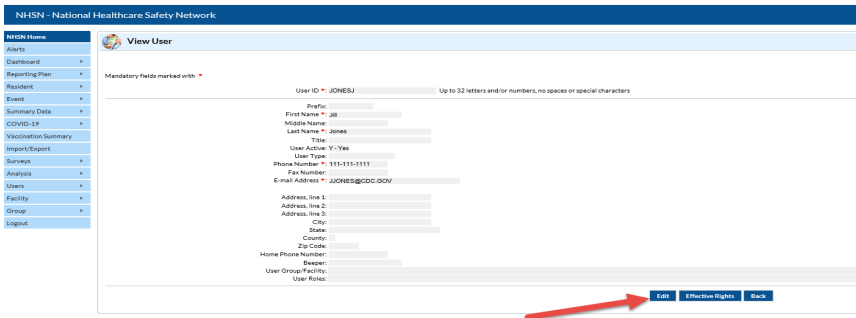 NHSN - National Healthcare Safety Network
NHSN Home
Alerts
Dashboard
Reporting Plan
Resident
Event
Summary Data
COVID-19
Vaccination Summary
Import/Export
Surveys
Analysis
Users
Facility
Group
Logout
View User
Mandatory fields marked with *
User ID *: JONESJ Up to 32 letters and/or numbers, no spaces or special characters
Prefix:
First Name *: Jill
Middle Name:
Last Name *: Jones
Title:
User Active: Y - Yes
User Type:
Phone Number *: 111-111-1111
Fax Number:
E-mail Address *: JJONES@CDC.GOV
Address, line 1:
Address, line 2:
Address, line 3:
City:
State:
County:
Zip Code:
Home Phone Number:
Beeper:
User Group/Facility:
User Roles:
Edit Effective Rights Back